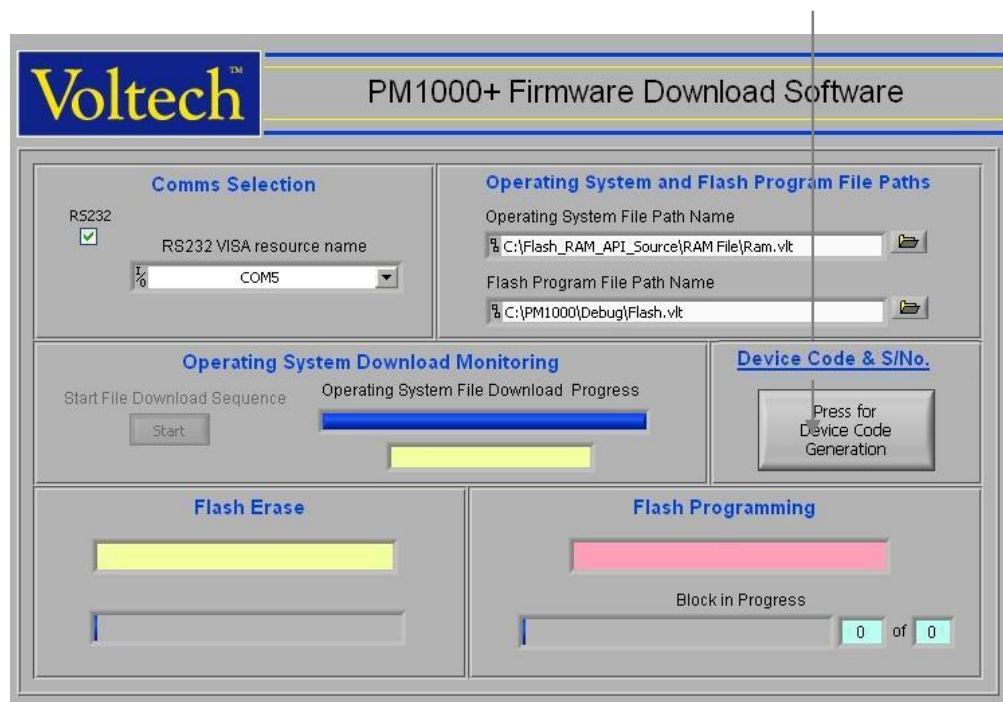 Voltech™
PM1000+ Firmware Download Software
Comms Selection
RS232
RS232 VISA resource name
COM5
Operating System and Flash Program File Paths
Operating System File Path Name
C:\Flash_RAM_API_Source\RAM File\Ram.vlt
Flash Program File Path Name
C:\PM1000\Debug\Flash.vlt
Operating System Download Monitoring
Start File Download Sequence
Start
Operating System File Download Progress
Device Code & S/No.
Press for
Device Code
Generation
Flash Erase
Flash Programming
Block in Progress
0 of 0